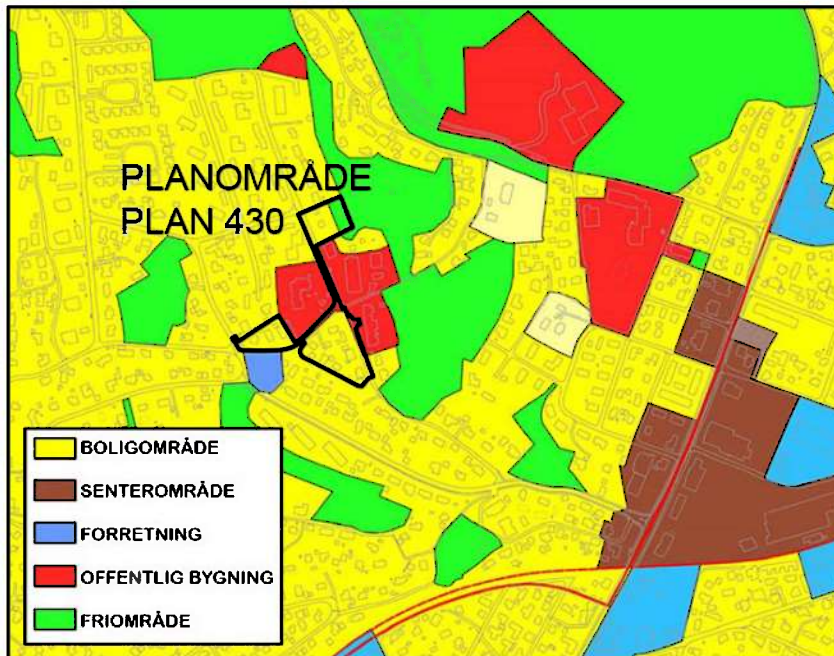 PLANOMRÅDE
PLAN 430
BOLIGOMRÅDE
SENTEROMRÅDE
FORRETNING
OFFENTLIG BYGNING
FRIOMRÅDE